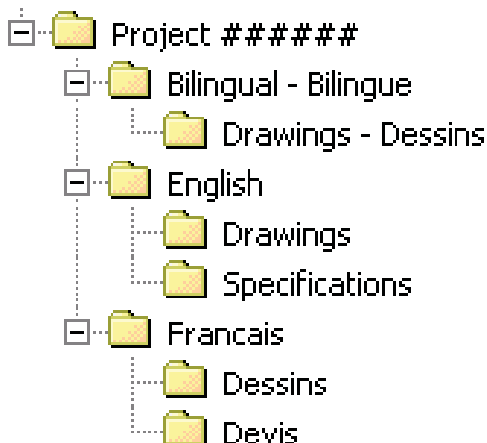 Project ######
Bilingual - Bilingue
Drawings - Dessins
English
Drawings
Specifications
Francais
Dessins
Devis